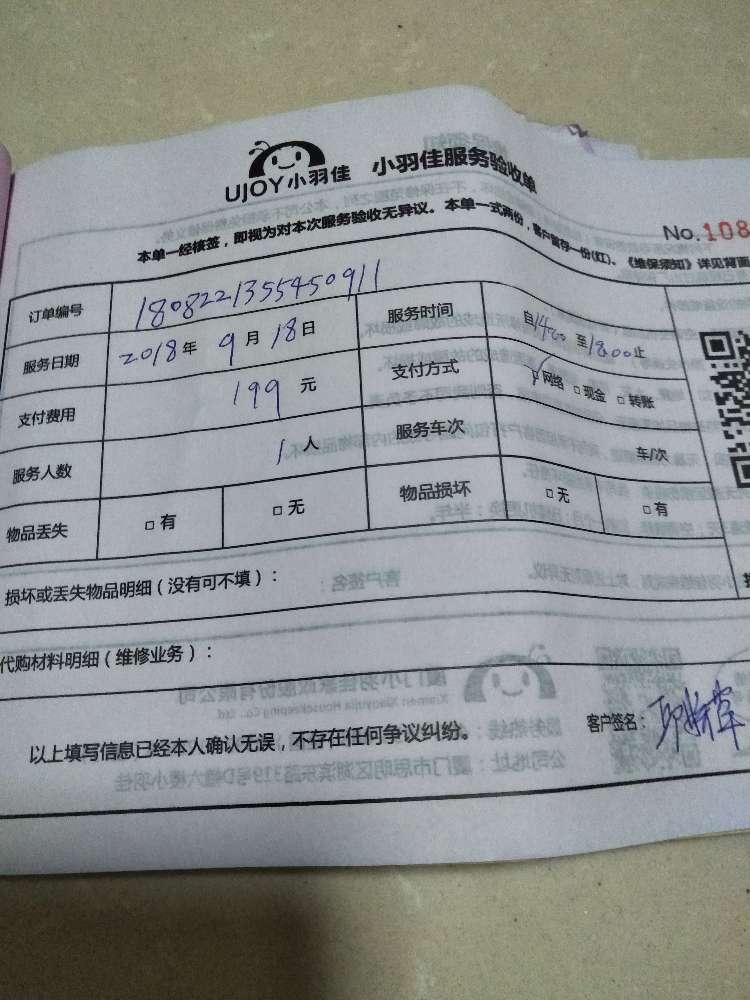 UJOY小羽佳 小羽佳服务验收单
No.108
本单一经核签，即视为对本次服务验收无异议。本单一式两份，客户留存一份(红)。《维保须知》详见背面
订单编号 180822135545091１
服务时间 自14:00至18:00止
服务日期 2018年9月18日
支付方式 ☑网络 □现金 □转账
支付费用 199元
服务车次 车/次
服务人数 1人
物品丢失 □有 □无
物品损坏 □无 □有
损坏或丢失物品明细（没有可不填）：
代购材料明细（维修业务）：
以上填写信息已经本人确认无误，不存在任何争议纠纷。
客户签名：